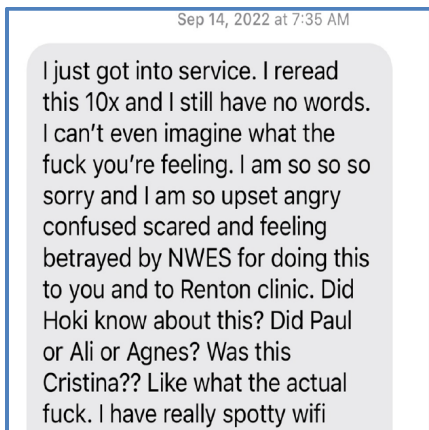 Sep 14, 2022 at 7:35 AM
I just got into service. I reread
this 10x and I still have no words.
I can't even imagine what the
fuck you're feeling. I am so so so
sorry and I am so upset angry
confused scared and feeling
betrayed by NWES for doing this
to you and to Renton clinic. Did
Hoki know about this? Did Paul
or Ali or Agnes? Was this
Cristina?? Like what the actual
fuck. I have really spotty wifi